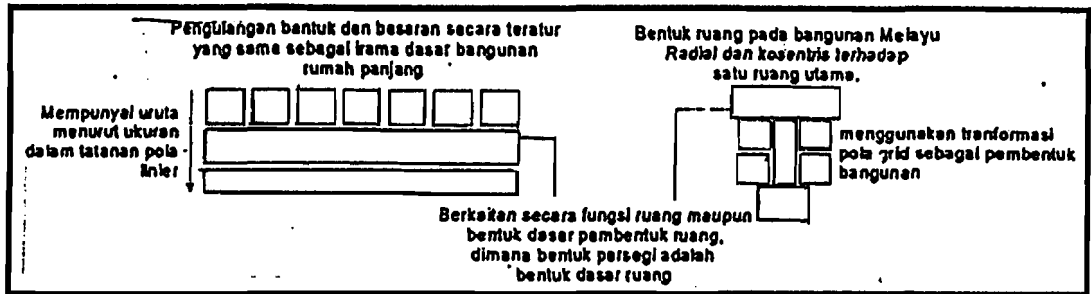 Pengulangan bantuk dan besaran secara teratur
yang sama sebagai irama dasar bangunan
rumah panjang
Mempunyai uruta
menurut ukuran
dalam tatanan pola
linier
Bentuk ruang pada bangunan Melayu
Radial dan kosentris terhadap
satu ruang utama.
menggunakan tranformasi
pola grid sebagai pembentuk
bangunan
Berkaitan secara fungsi ruang maupun
bentuk dasar pembentuk ruang,
dimana bentuk persegi adalah
bentuk dasar ruang